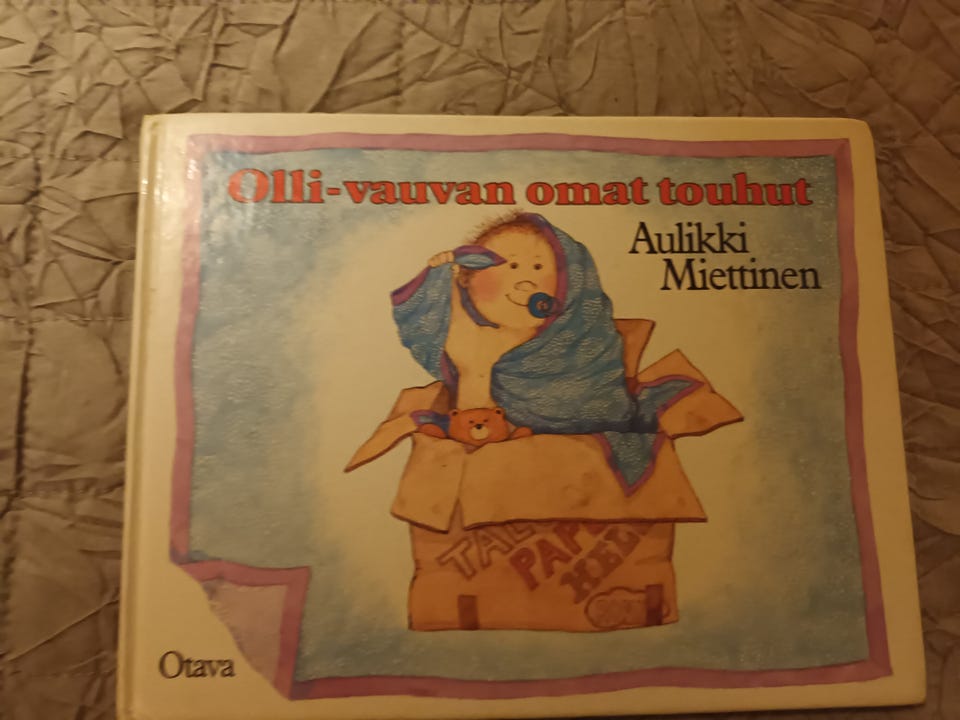 Olli-vauvan omat touhut
Aulikki
Miettinen
Otava